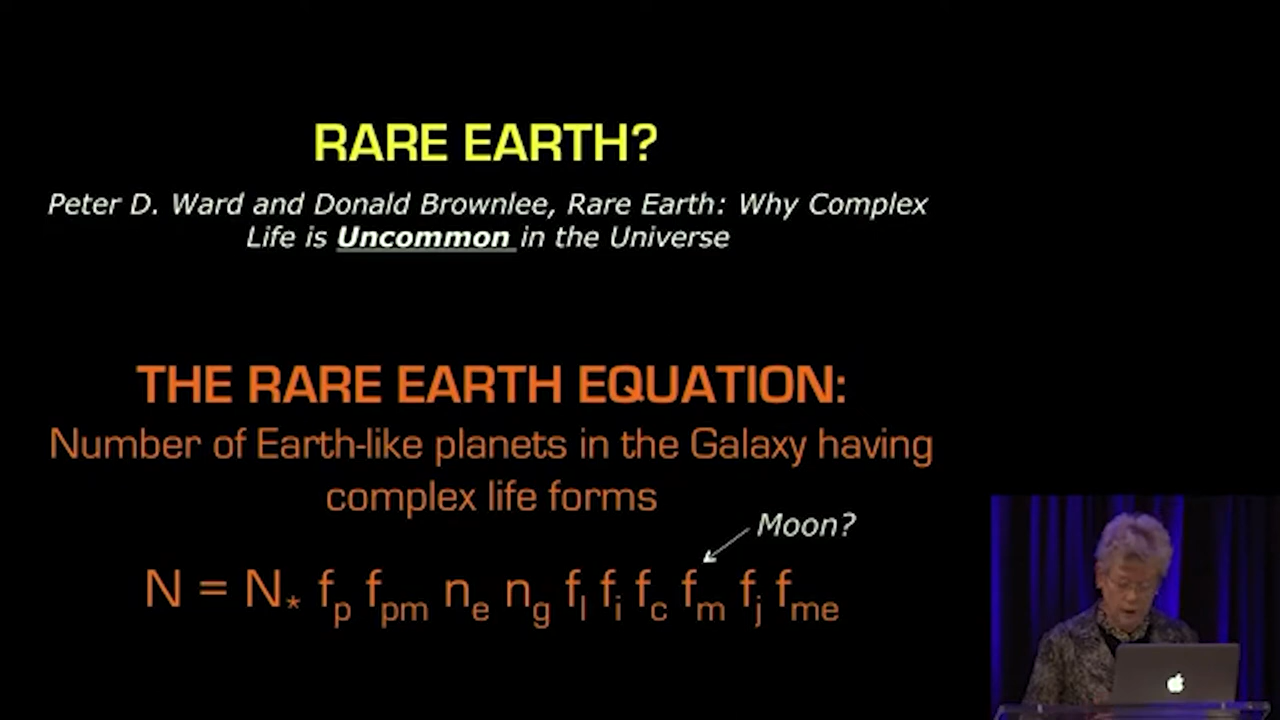 RARE EARTH?
Peter D. Ward and Donald Brownlee, Rare Earth: Why Complex
Life is Uncommon in the Universe
THE RARE EARTH EQUATION:
Number of Earth-like planets in the Galaxy having
complex life forms
Moon?
N = N* fp fpm ne ng fl fi fc fm fj fme